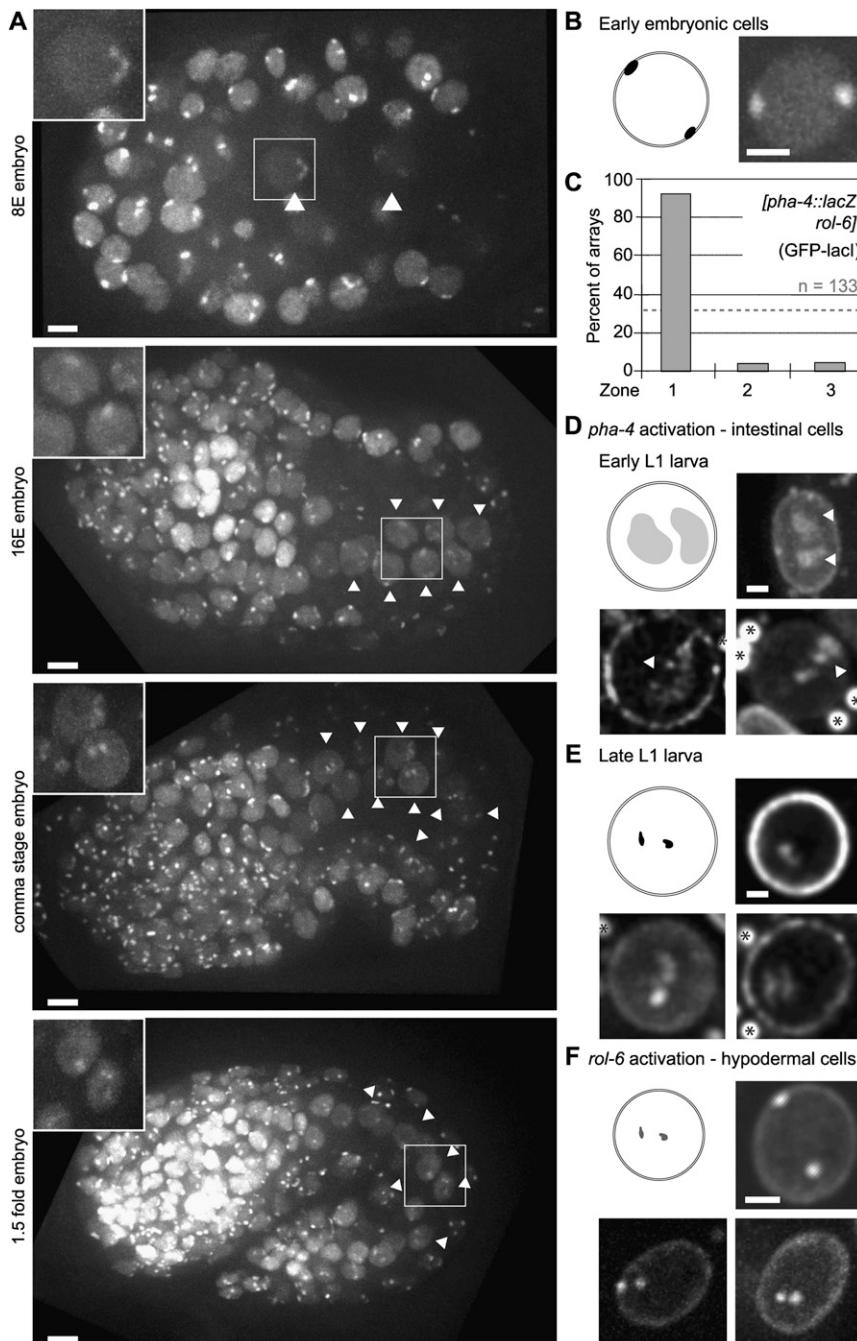 A
8E embryo
16E embryo
comma stage embryo
1.5 fold embryo
B Early embryonic cells
C
[pha-4::lacZ
rol-6]
(GFP-lacI)
n = 133
Percent of arrays
100
80
60
40
20
0
Zone 1 2 3
D pha-4 activation - intestinal cells
Early L1 larva
* * * * *
E Late L1 larva
* * *
F rol-6 activation - hypodermal cells